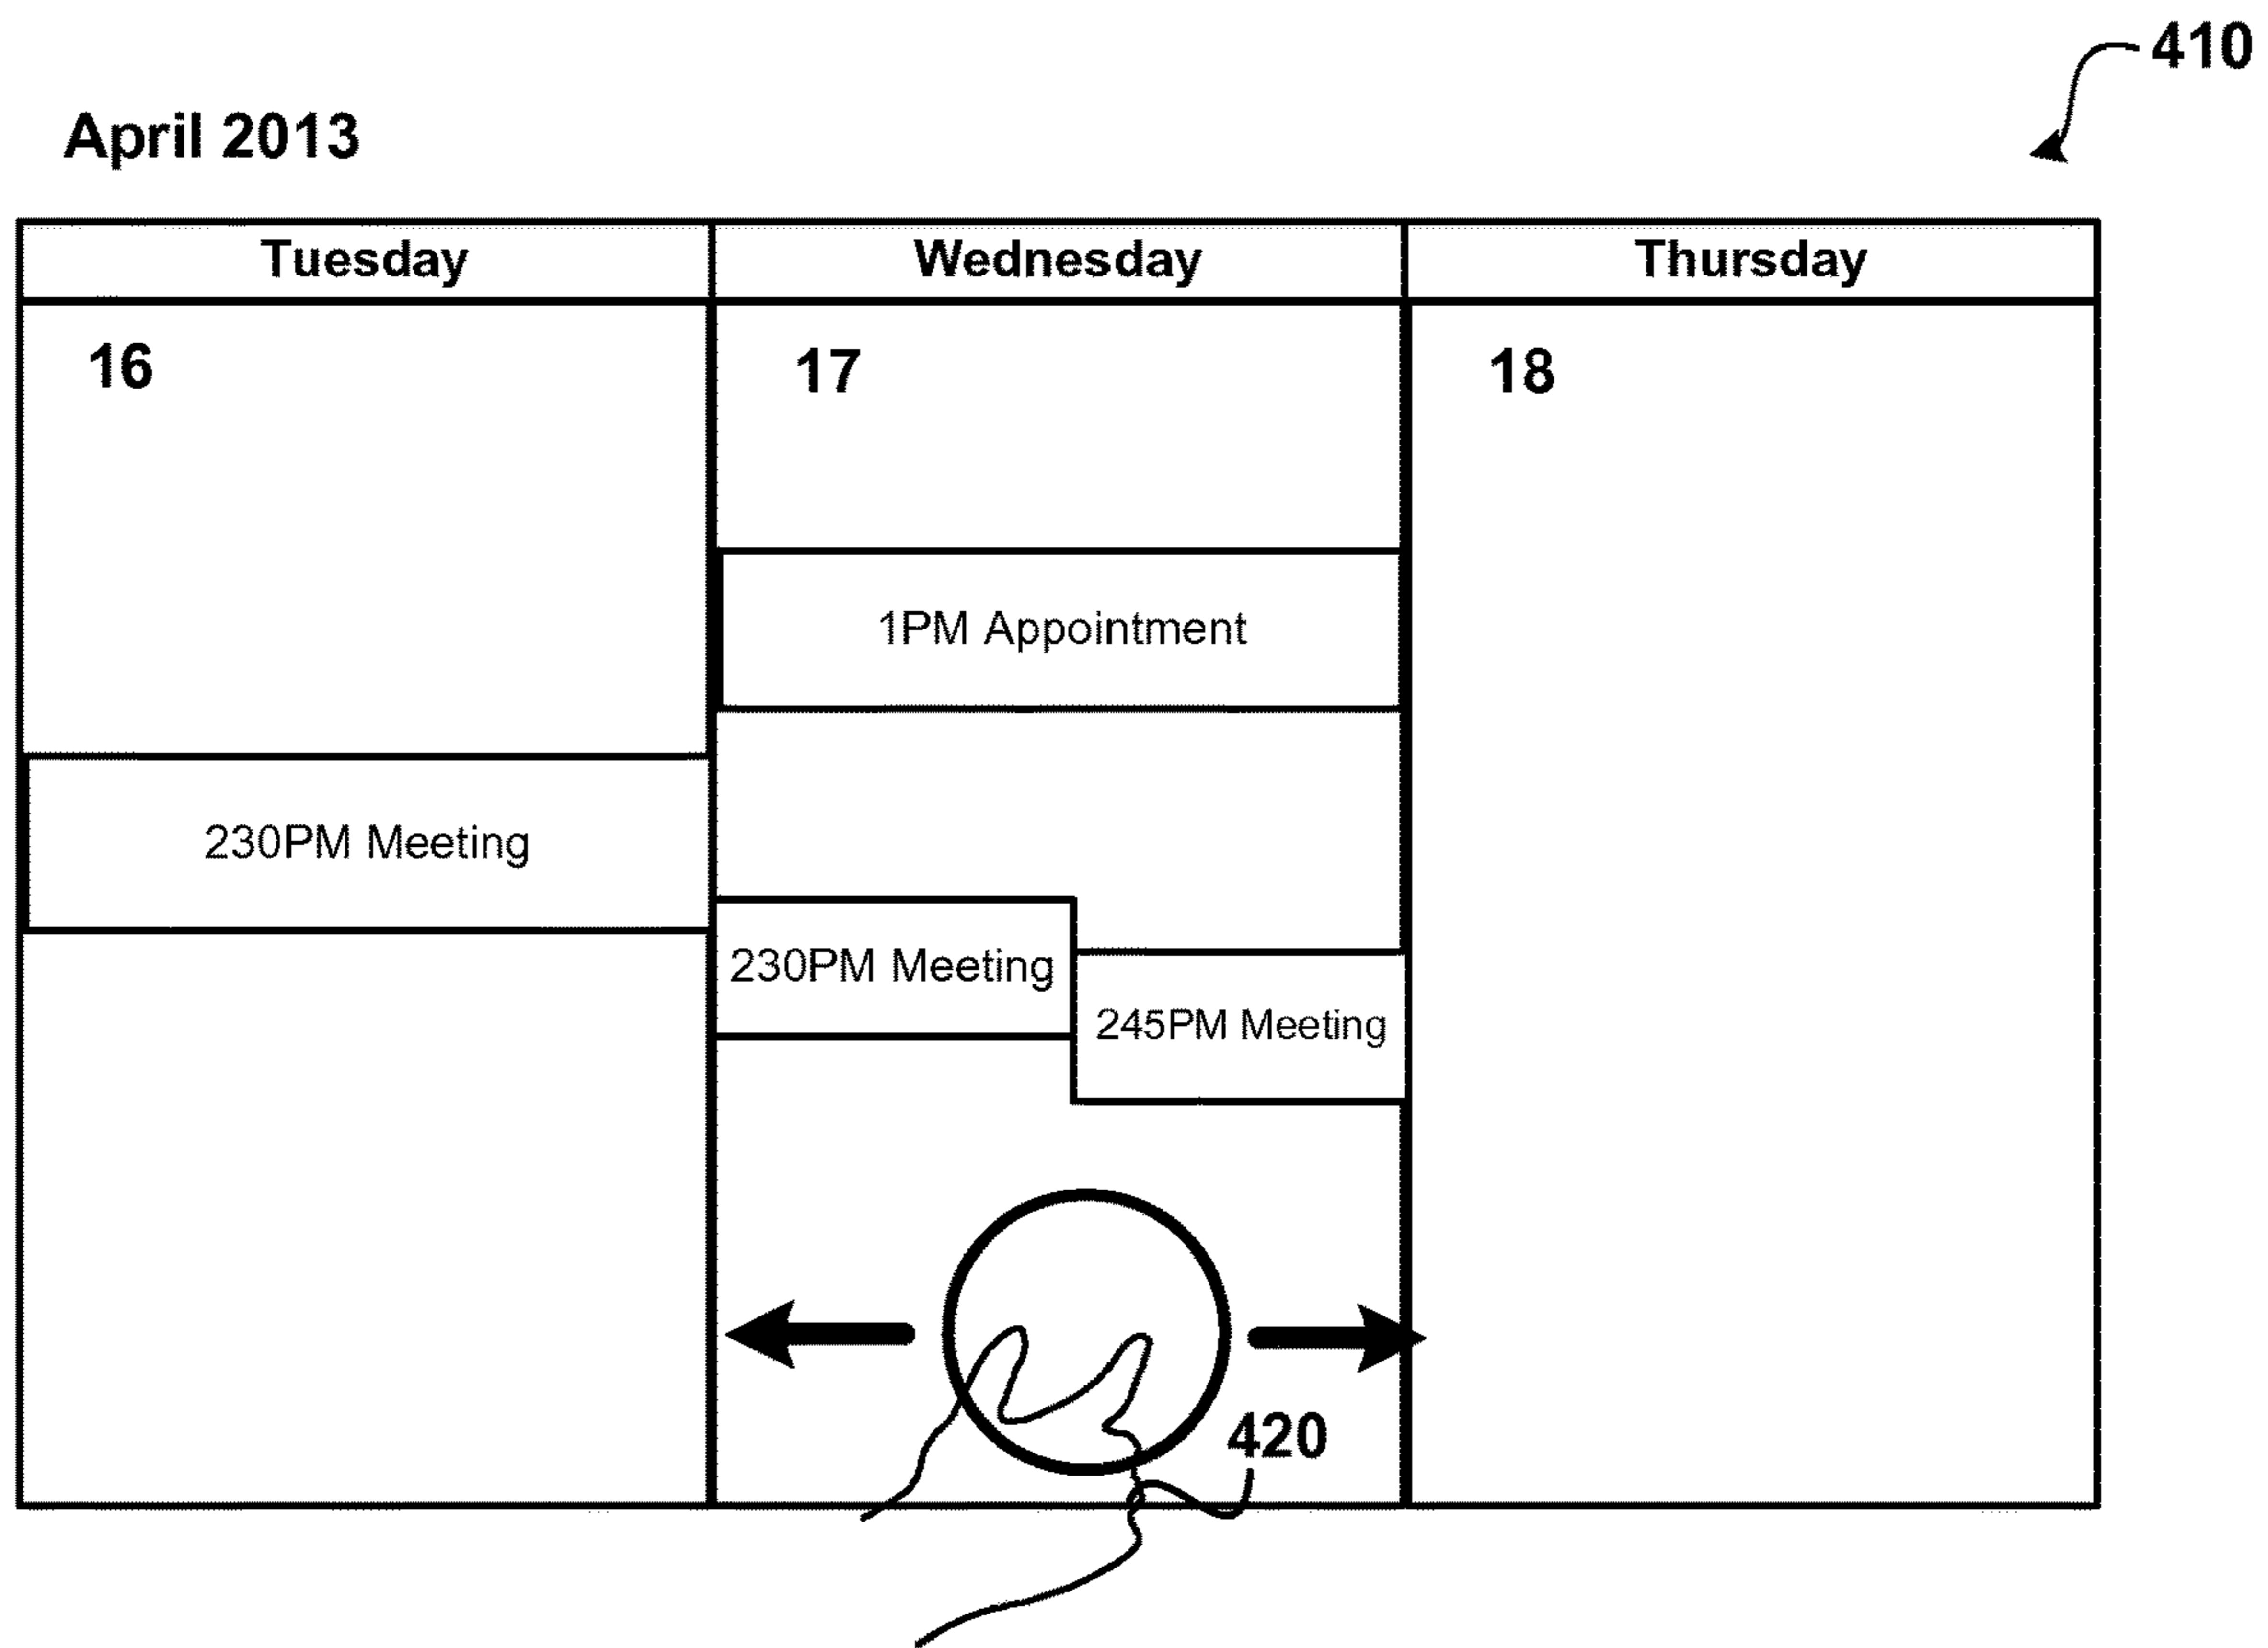 410
April 2013
Tuesday Wednesday Thursday
16 17 18
1PM Appointment
230PM Meeting
230PM Meeting
245PM Meeting
420